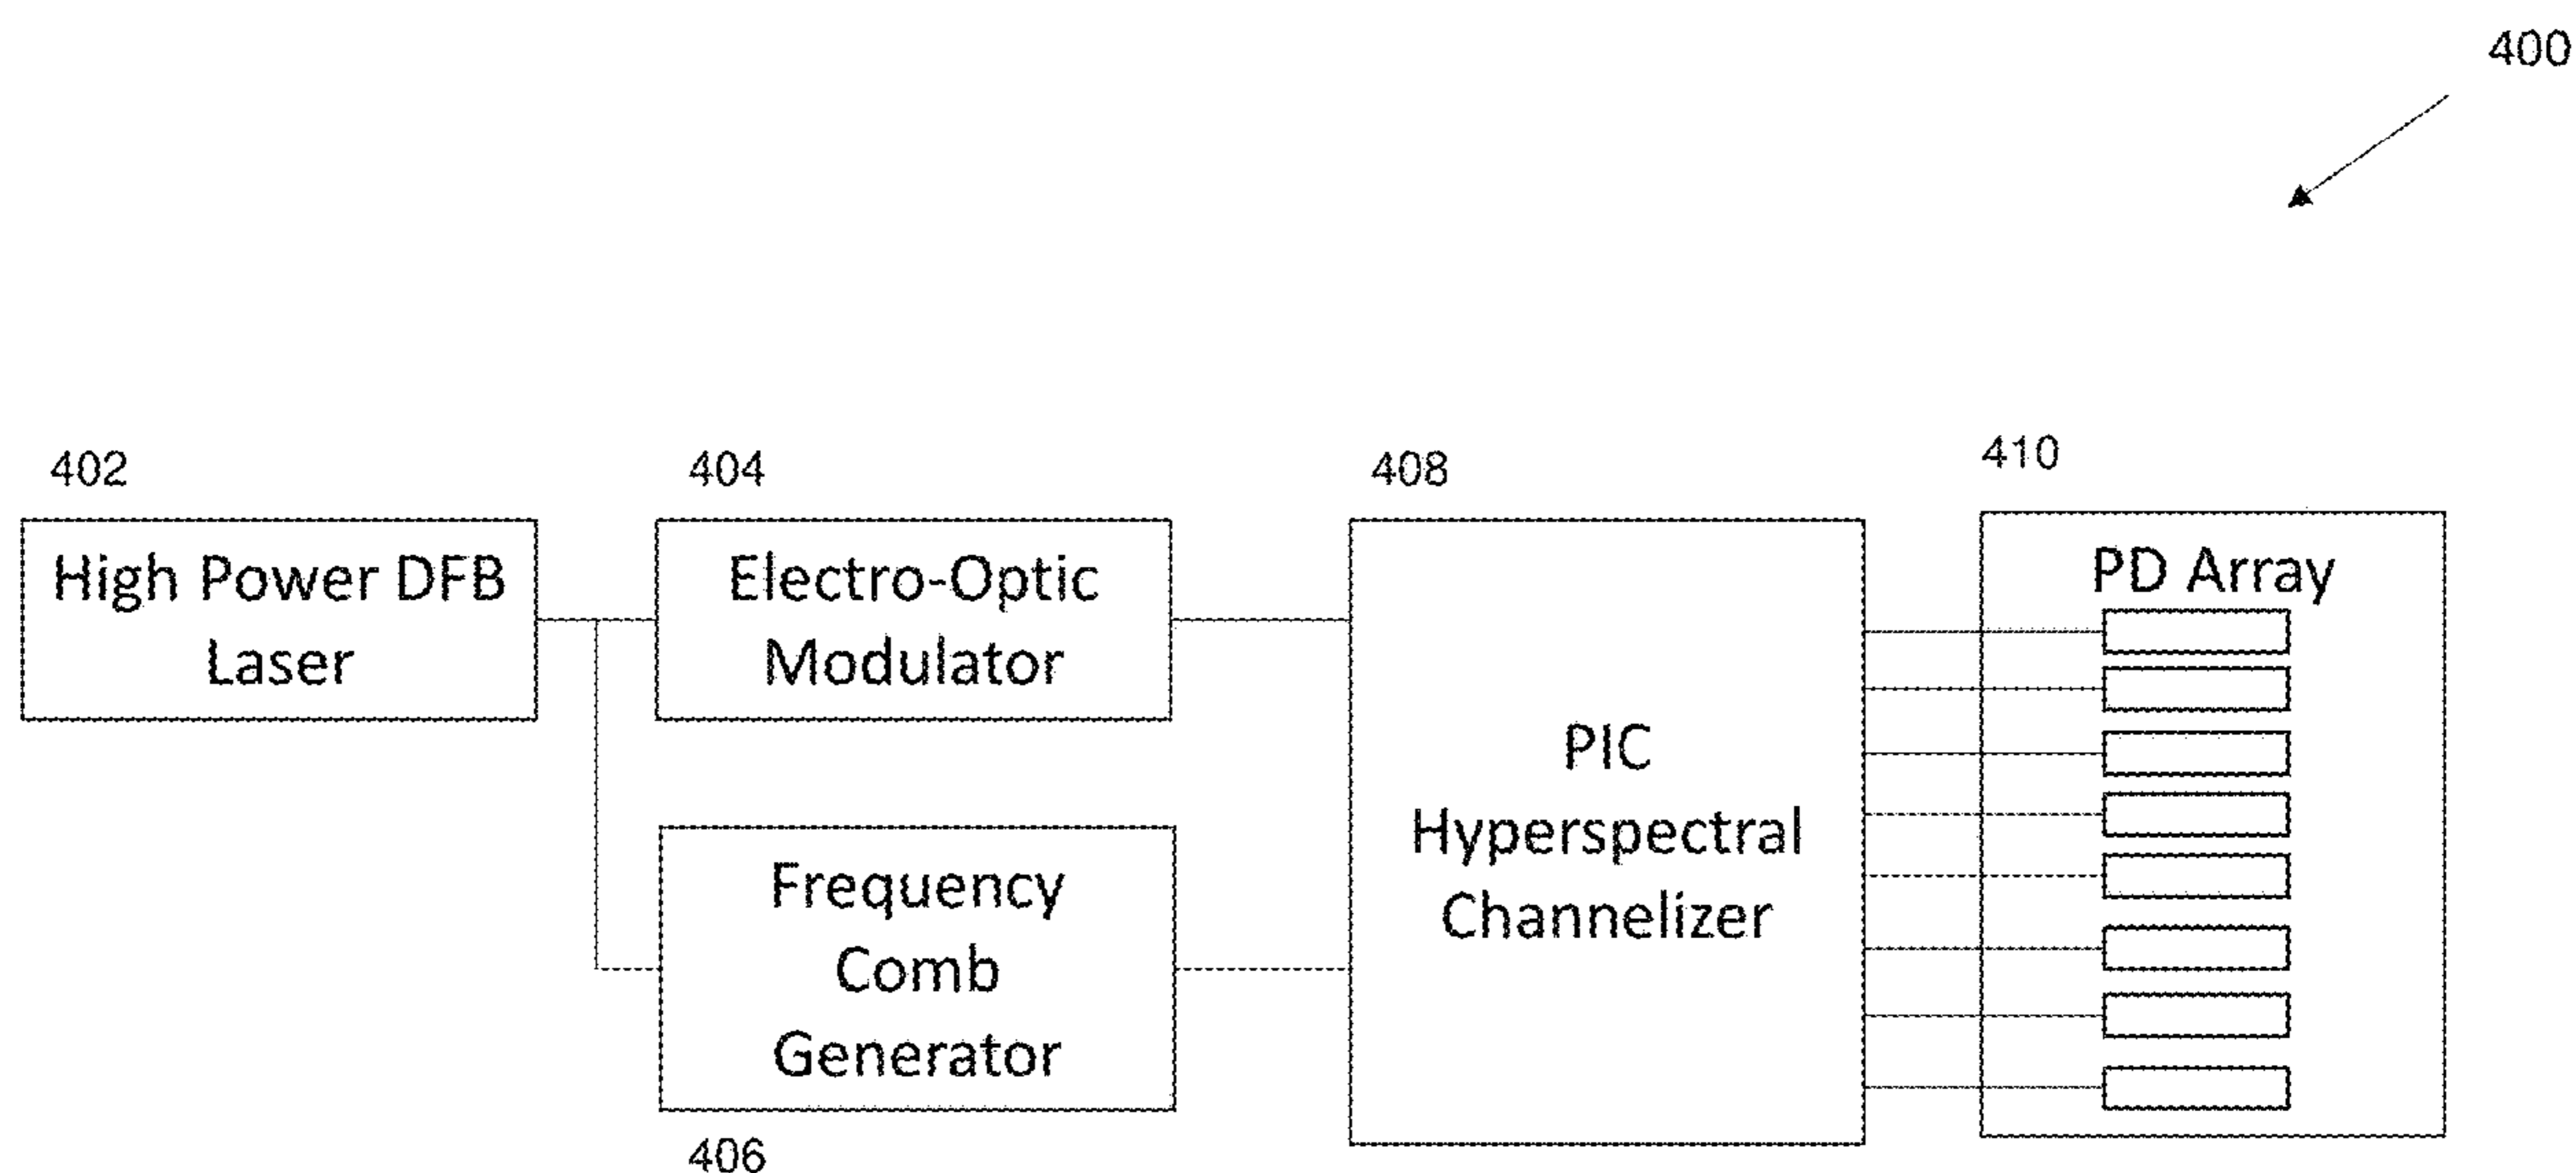 400
402
404
408
410
High Power DFB
Laser
Electro-Optic
Modulator
PD Array
PIC
Hyperspectral
Channelizer
Frequency
Comb
Generator
406